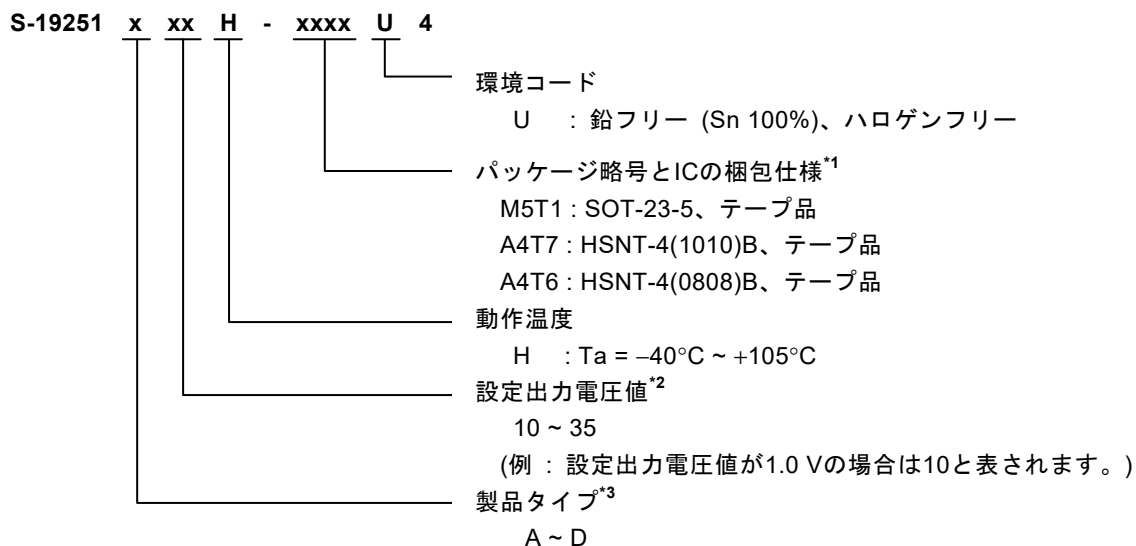 S-19251 x xx H - xxxx U 4
環境コード
U : 鉛フリー (Sn 100%)、ハロゲンフリー
パッケージ略号とICの梱包仕様*1
M5T1 : SOT-23-5、テープ品
A4T7 : HSNT-4(1010)B、テープ品
A4T6 : HSNT-4(0808)B、テープ品
動作温度
H : Ta = −40°C ~ +105°C
設定出力電圧値*2
10 ~ 35
(例 : 設定出力電圧値が1.0 Vの場合は10と表されます。)
製品タイプ*3
A ~ D